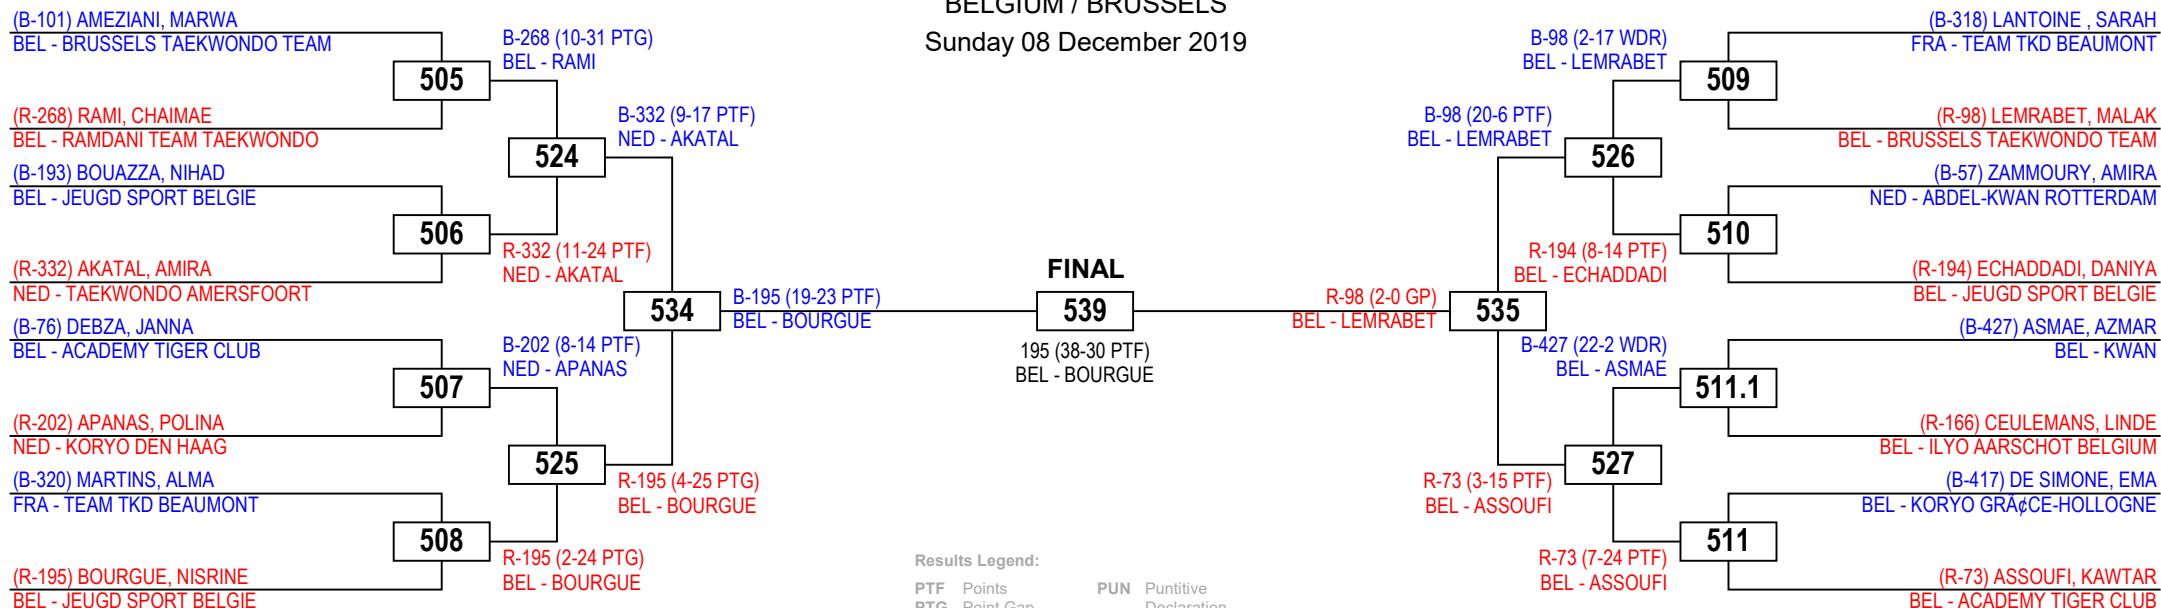 BELGIUM / BRUSSELS
Sunday 08 December 2019
(B-101) AMEZIANI, MARWA
BEL - BRUSSELS TAEKWONDO TEAM
505
(R-268) RAMI, CHAIMAE
BEL - RAMDANI TEAM TAEKWONDO
(B-193) BOUAZZA, NIHAD
BEL - JEUGD SPORT BELGIE
506
(R-332) AKATAL, AMIRA
NED - TAEKWONDO AMERSFOORT
(B-76) DEBZA, JANNA
BEL - ACADEMY TIGER CLUB
507
(R-202) APANAS, POLINA
NED - KORYO DEN HAAG
(B-320) MARTINS, ALMA
FRA - TEAM TKD BEAUMONT
508
(R-195) BOURGUE, NISRINE
BEL - JEUGD SPORT BELGIE
B-268 (10-31 PTG)
BEL - RAMI
524
R-332 (11-24 PTF)
NED - AKATAL
B-202 (8-14 PTF)
NED - APANAS
525
R-195 (2-24 PTG)
BEL - BOURGUE
B-332 (9-17 PTF)
NED - AKATAL
534
R-195 (4-25 PTG)
BEL - BOURGUE
B-195 (19-23 PTF)
BEL - BOURGUE
FINAL
539
195 (38-30 PTF)
BEL - BOURGUE
R-98 (2-0 GP)
BEL - LEMRABET
B-98 (20-6 PTF)
BEL - LEMRABET
535
R-73 (3-15 PTF)
BEL - ASSOUFI
B-98 (2-17 WDR)
BEL - LEMRABET
526
R-194 (8-14 PTF)
BEL - ECHADDADI
B-427 (22-2 WDR)
BEL - ASMAE
527
R-73 (7-24 PTF)
BEL - ASSOUFI
(B-318) LANTOINE , SARAH
FRA - TEAM TKD BEAUMONT
509
(R-98) LEMRABET, MALAK
BEL - BRUSSELS TAEKWONDO TEAM
(B-57) ZAMMOURY, AMIRA
NED - ABDEL-KWAN ROTTERDAM
510
(R-194) ECHADDADI, DANIYA
BEL - JEUGD SPORT BELGIE
(B-427) ASMAE, AZMAR
BEL - KWAN
511.1
(R-166) CEULEMANS, LINDE
BEL - ILYO AARSCHOT BELGIUM
(B-417) DE SIMONE, EMA
BEL - KORYO GRÃ¢CE-HOLLOGNE
511
(R-73) ASSOUFI, KAWTAR
BEL - ACADEMY TIGER CLUB
Results Legend:
PTF Points PUN Puntitive
PTG Point Gap Declaration